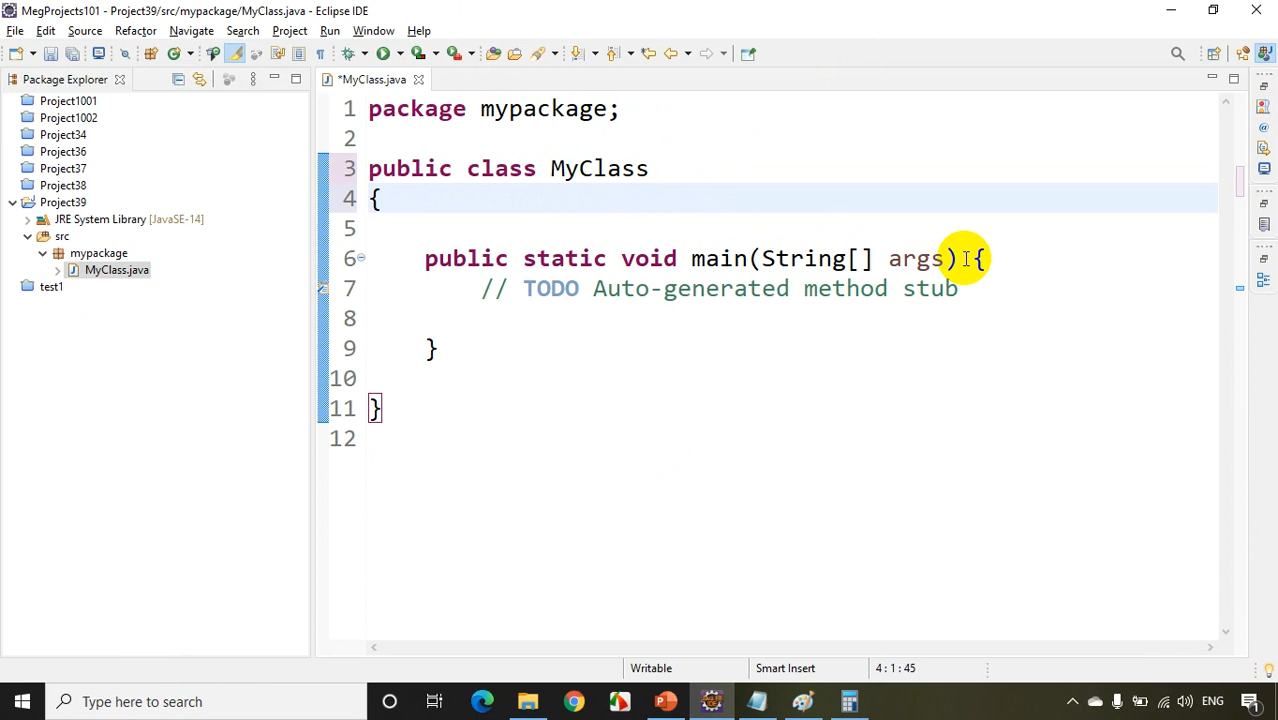 MegProjects101 - Project39/src/mypackage/MyClass.java - Eclipse IDE
File Edit Source Refactor Navigate Search Project Run Window Help
Package Explorer
*MyClass.java
Project1001
Project1002
Project34
Project36
Project37
Project38
Project39
JRE System Library [JavaSE-14]
src
mypackage
MyClass.java
test1
1 package mypackage;
2
3 public class MyClass
4 {
5
6 public static void main(String[] args) {
7 // TODO Auto-generated method stub
8
9 }
10
11 }
12
Writable Smart Insert 4 : 1 : 45
Type here to search
ENG
1